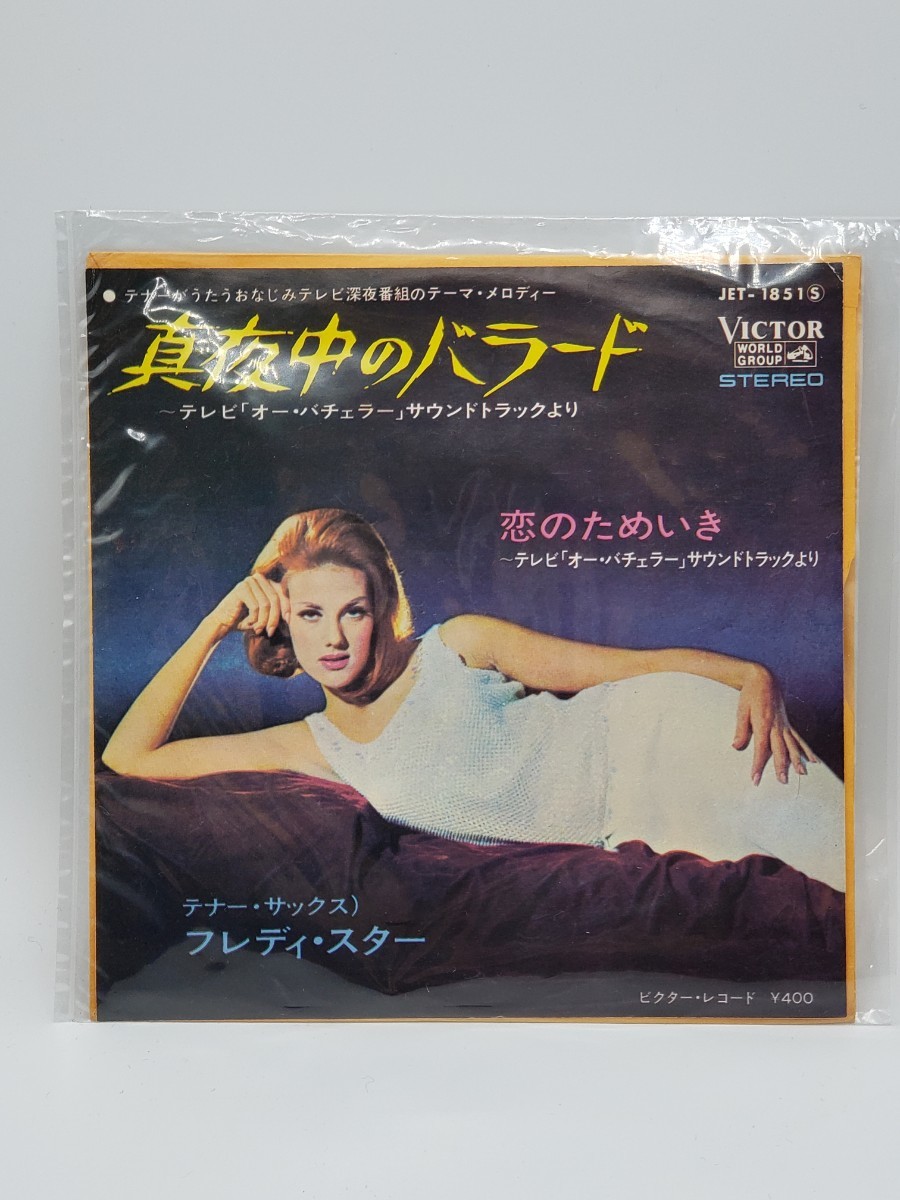 ●テナーがうたうおなじみテレビ深夜番組のテーマ・メロディー
JET-1851Ⓢ
真夜中のバラード
VICTOR
WORLD
GROUP
STEREO
～テレビ「オー・バチェラー」サウンドトラックより
恋のためいき
～テレビ「オー・バチェラー」サウンドトラックより
テナー・サックス)
フレディ・スター
ビクター・レコード ¥400